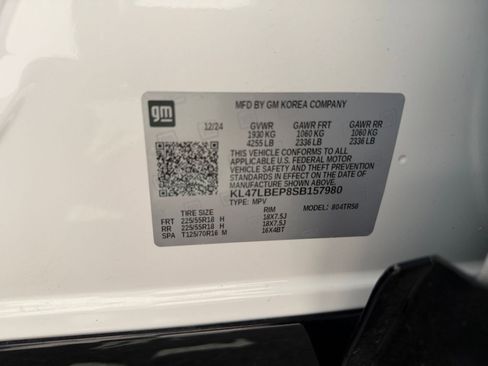 gm
MFD BY GM KOREA COMPANY
12/24 GVWR GAWR FRT GAWR RR
1930 KG 1060 KG 1060 KG
4255 LB 2336 LB 2336 LB
THIS VEHICLE CONFORMS TO ALL
APPLICABLE U.S. FEDERAL MOTOR
VEHICLE SAFETY AND THEFT PREVENTION
STANDARDS IN EFFECT ON THE DATE OF
MANUFACTURE SHOWN ABOVE.
KL47LBEP8SB157980
TYPE: MPV
TIRE SIZE RIM MODEL: 804TR58
FRT 225/55R18 H 18X7.5J
RR 225/55R18 H 18X7.5J
SPA T125/70R16 M 16X4BT